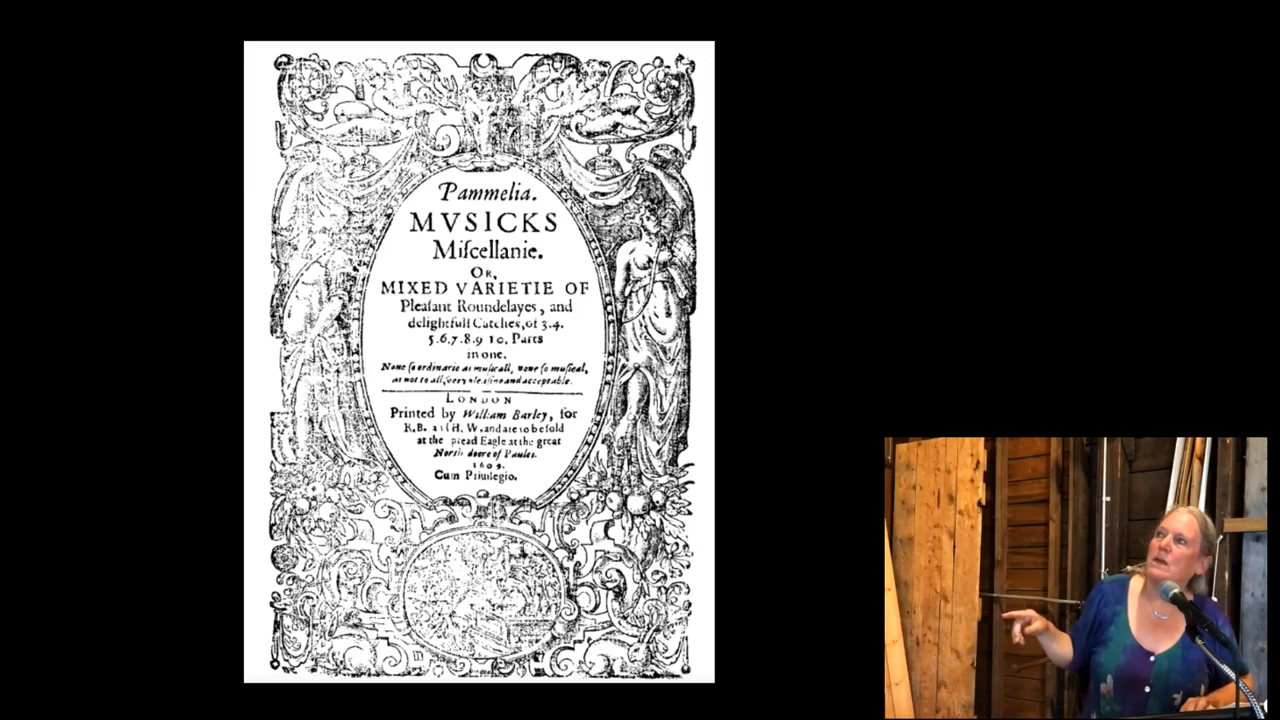 Pammelia.
MVSICKS
Miſcellanie.
OR,
MIXED VARIETIE OF
Pleaſant Roundelayes, and
delightfull Catches, of 3.4.
5.6.7.8.9 10. Parts
in one.
None ſo ordinarie as muſicall, none ſo muſical,
as not to all, very pleaſing and acceptable.
LONDON
Printed by William Barley, for
R.B. H. W. and are to be ſold
at the Eagle at the great
North doore of Paules.
1609.
Cum Priuilegio.